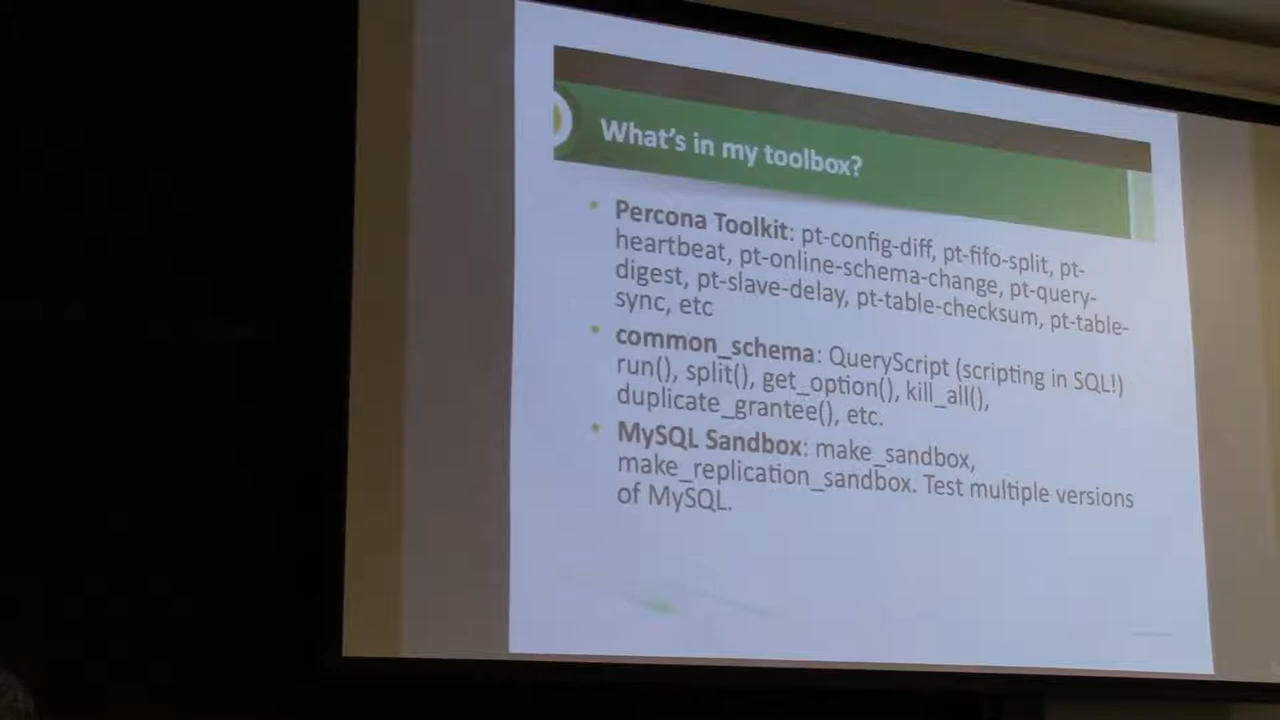 What's in my toolbox?
Percona Toolkit: pt-config-diff, pt-fifo-split, pt-
heartbeat, pt-online-schema-change, pt-query-
digest, pt-slave-delay, pt-table-checksum, pt-table-
sync, etc
common_schema: QueryScript (scripting in SQL!)
run(), split(), get_option(), kill_all(),
duplicate_grantee(), etc.
MySQL Sandbox: make_sandbox,
make_replication_sandbox. Test multiple versions
of MySQL.